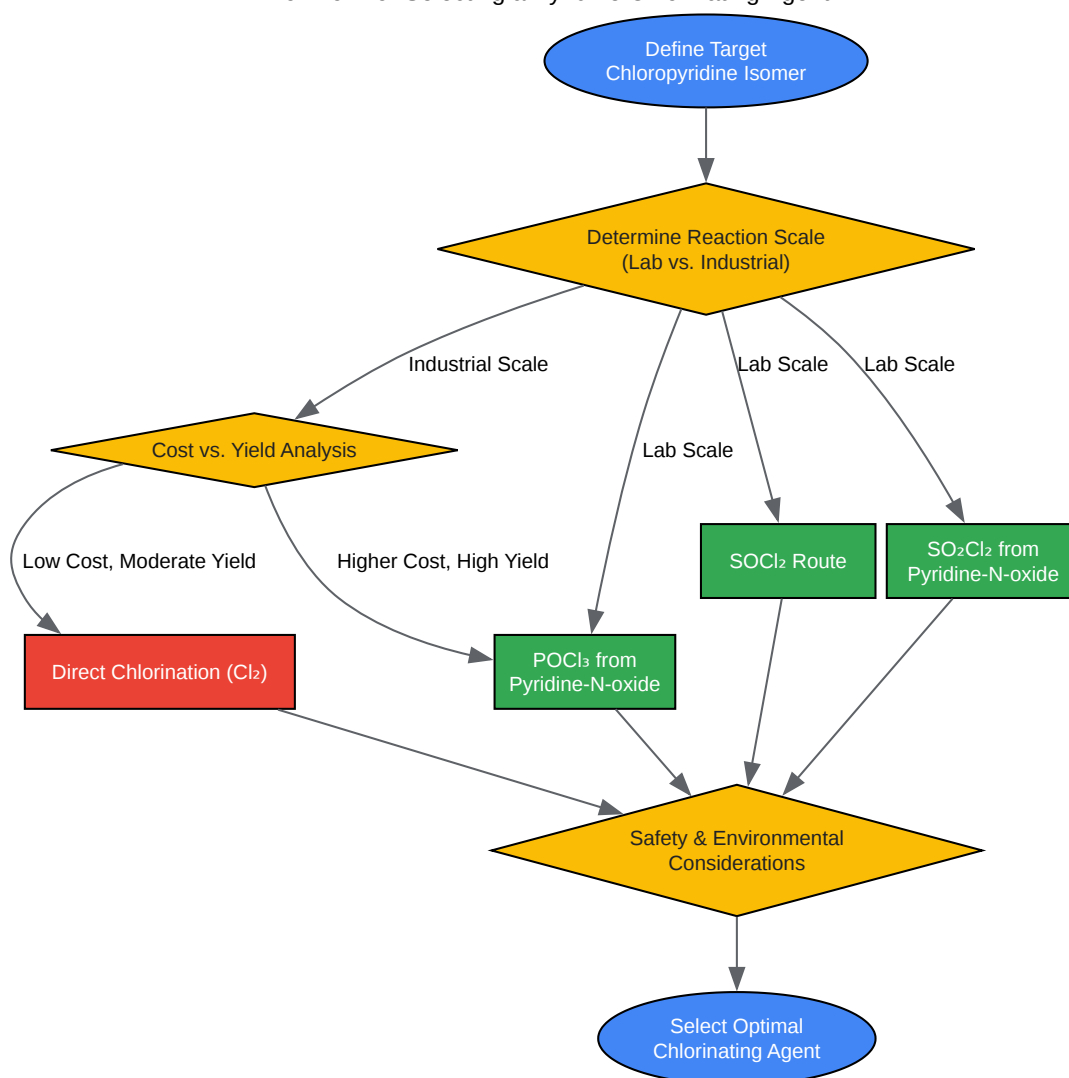 Define Target
Chloropyridine Isomer
Determine Reaction Scale
(Lab vs. Industrial)
Industrial Scale
Lab Scale
Lab Scale
Cost vs. Yield Analysis
Lab Scale
Low Cost, Moderate Yield
Higher Cost, High Yield
SOCl₂ Route
SO₂Cl₂ from
Pyridine-N-oxide
Direct Chlorination (Cl₂)
POCl₃ from
Pyridine-N-oxide
Safety & Environmental
Considerations
Select Optimal
Chlorinating Agent